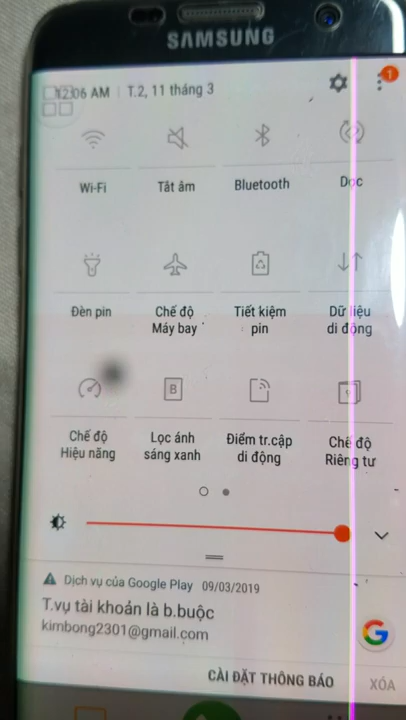 SAMSUNG
12:06 AM | T.2, 11 tháng 3
1
Wi-Fi Tắt âm Bluetooth Dọc
Đèn pin Chế độ Máy bay Tiết kiệm pin Dữ liệu di động
B
Chế độ Hiệu năng Lọc ánh sáng xanh Điểm tr.cập di động Chế độ Riêng tư
Dịch vụ của Google Play 09/03/2019
T.vụ tài khoản là b.buộc
kimbong2301@gmail.com
CÀI ĐẶT THÔNG BÁO XÓA